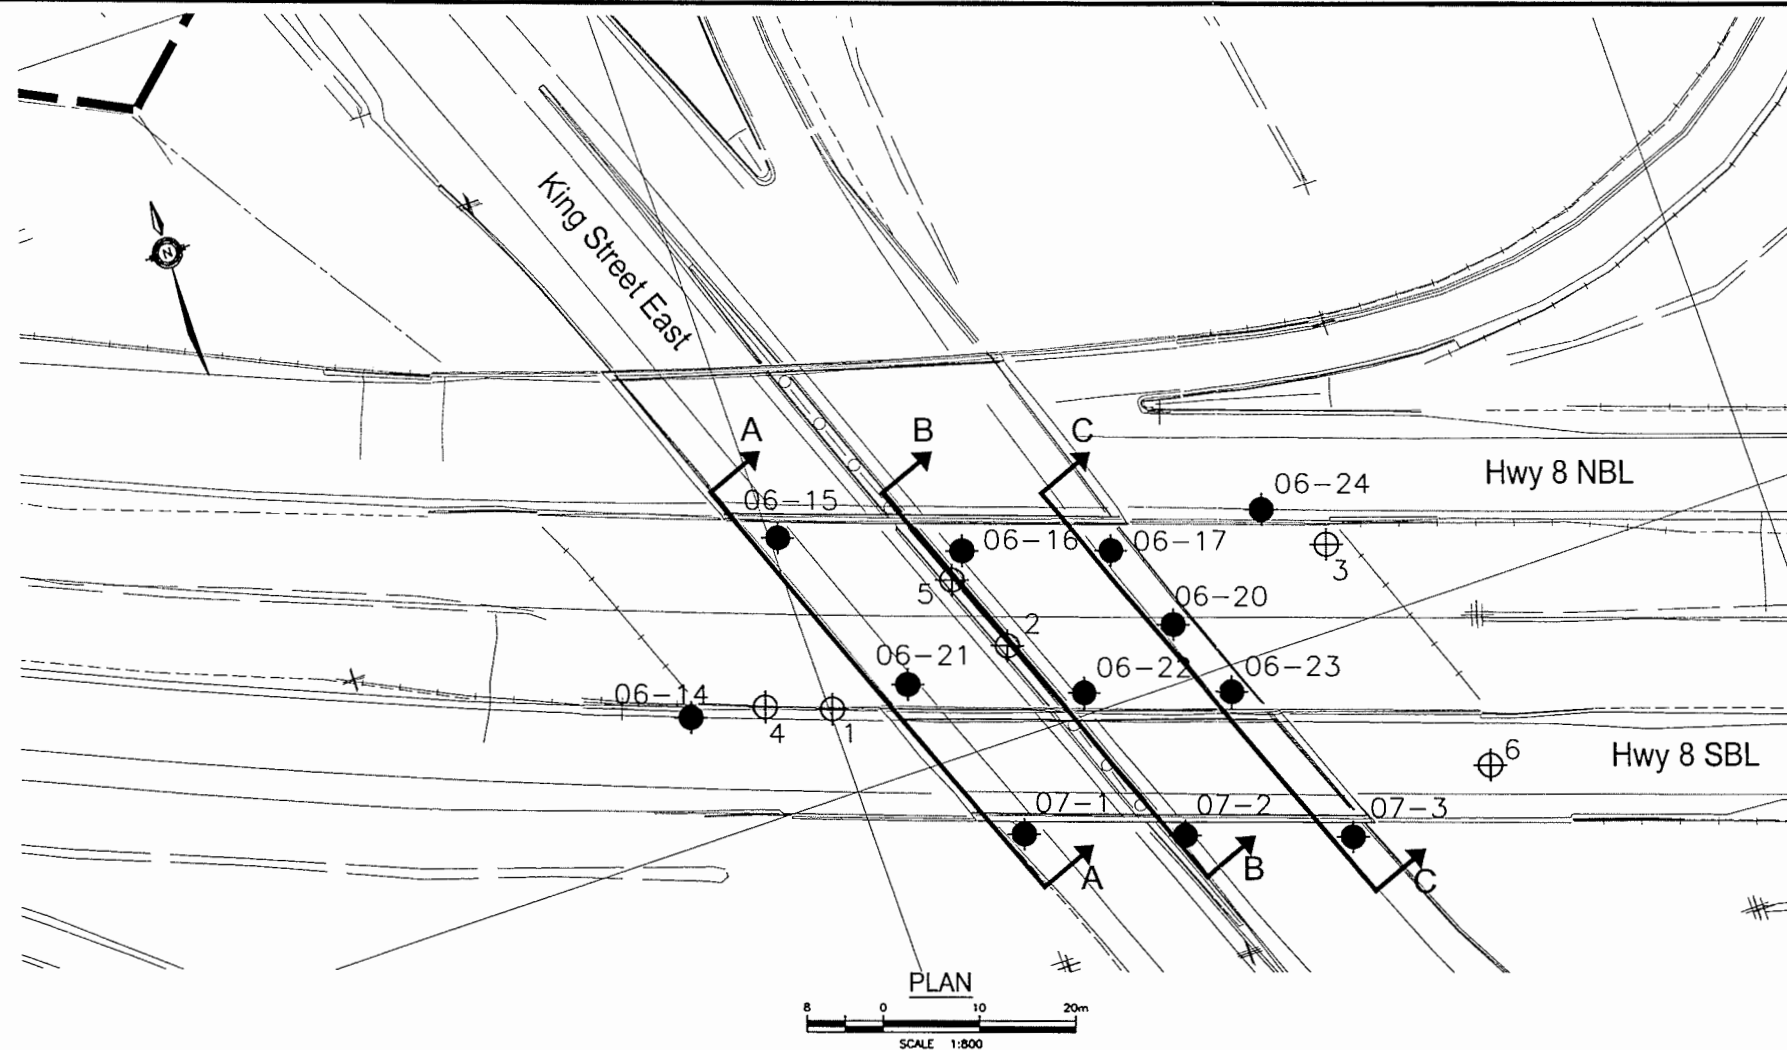 King Street East
N
A
B
C
Hwy 8 NBL
06-24
06-15
06-16
06-17
3
5
06-20
2
06-21
06-22
06-23
06-14
4
1
6
Hwy 8 SBL
07-1
07-2
07-3
A
B
C
PLAN
8 0 10 20m
SCALE 1:800